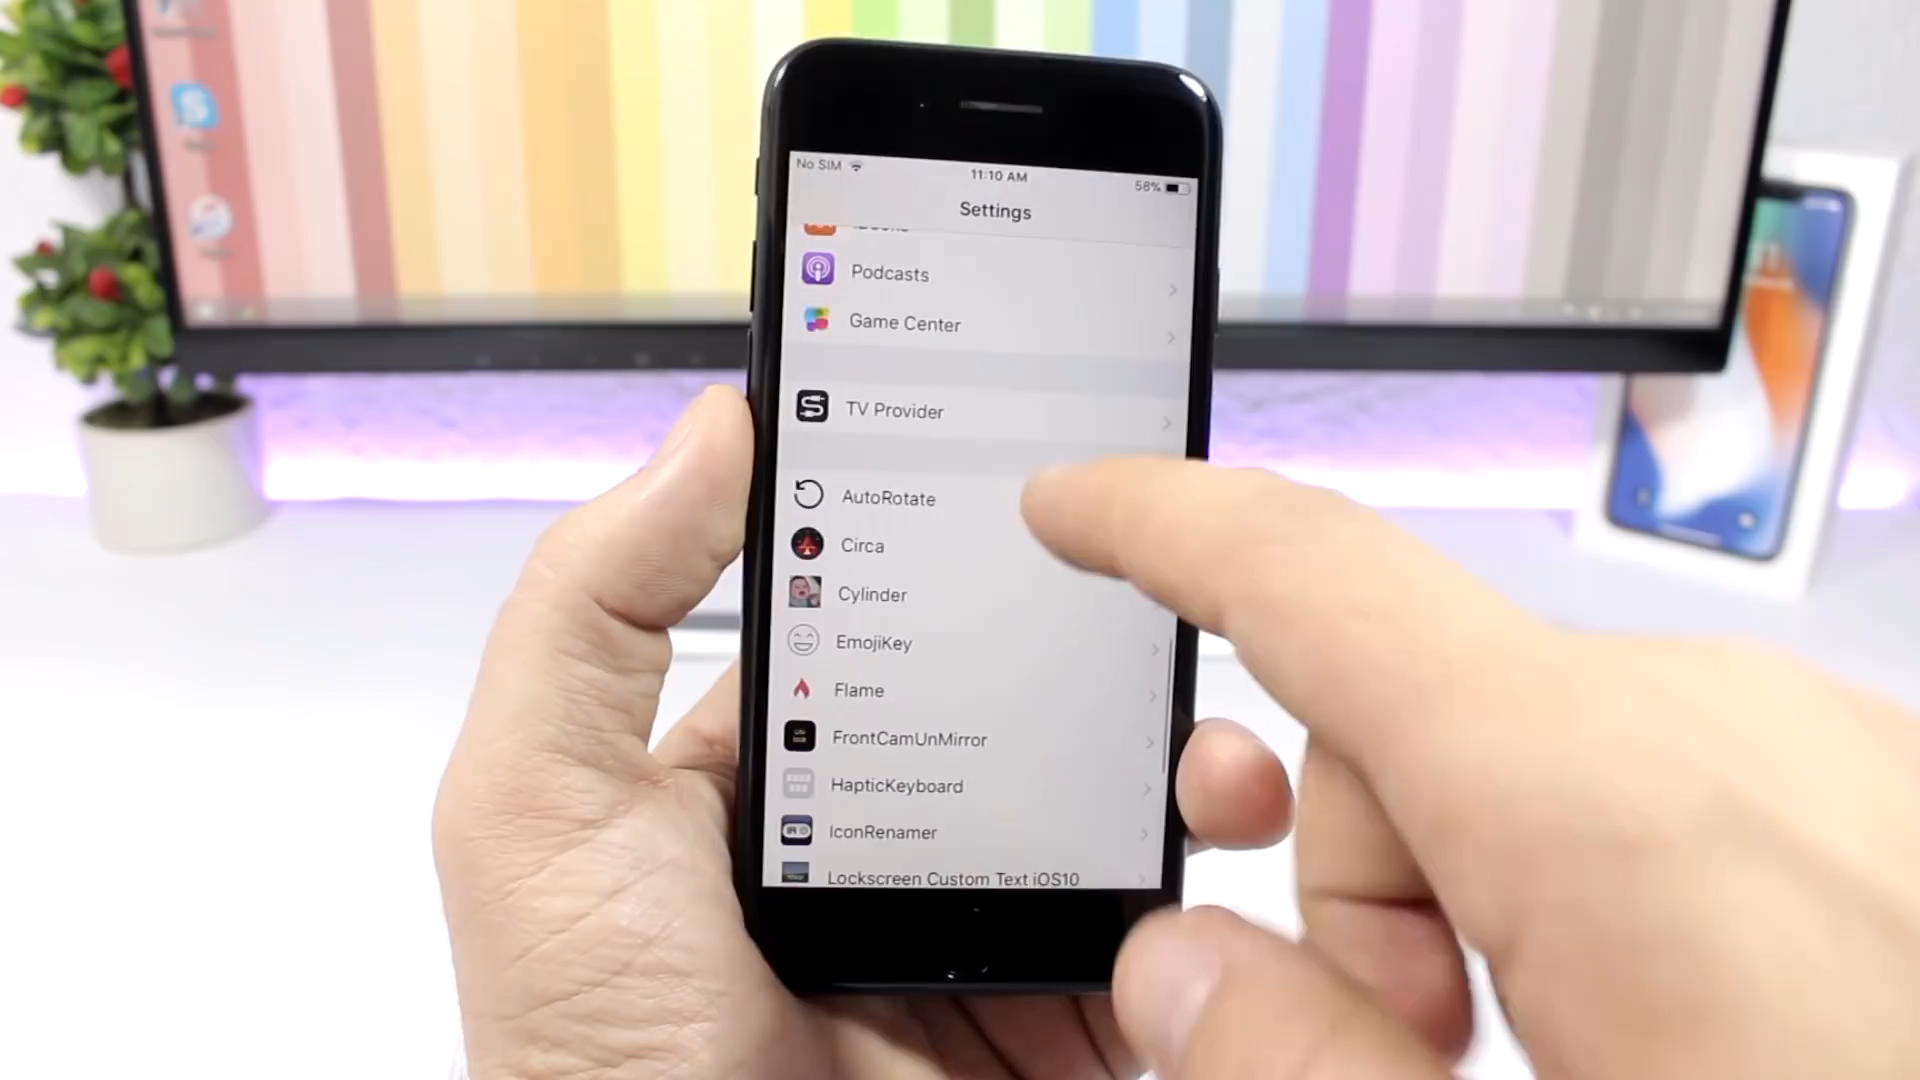 No SIM
11:10 AM
58%
Settings
Podcasts
Game Center
TV Provider
AutoRotate
Circa
Cylinder
EmojiKey
Flame
FrontCamUnMirror
HapticKeyboard
IconRenamer
Lockscreen Custom Text iOS10